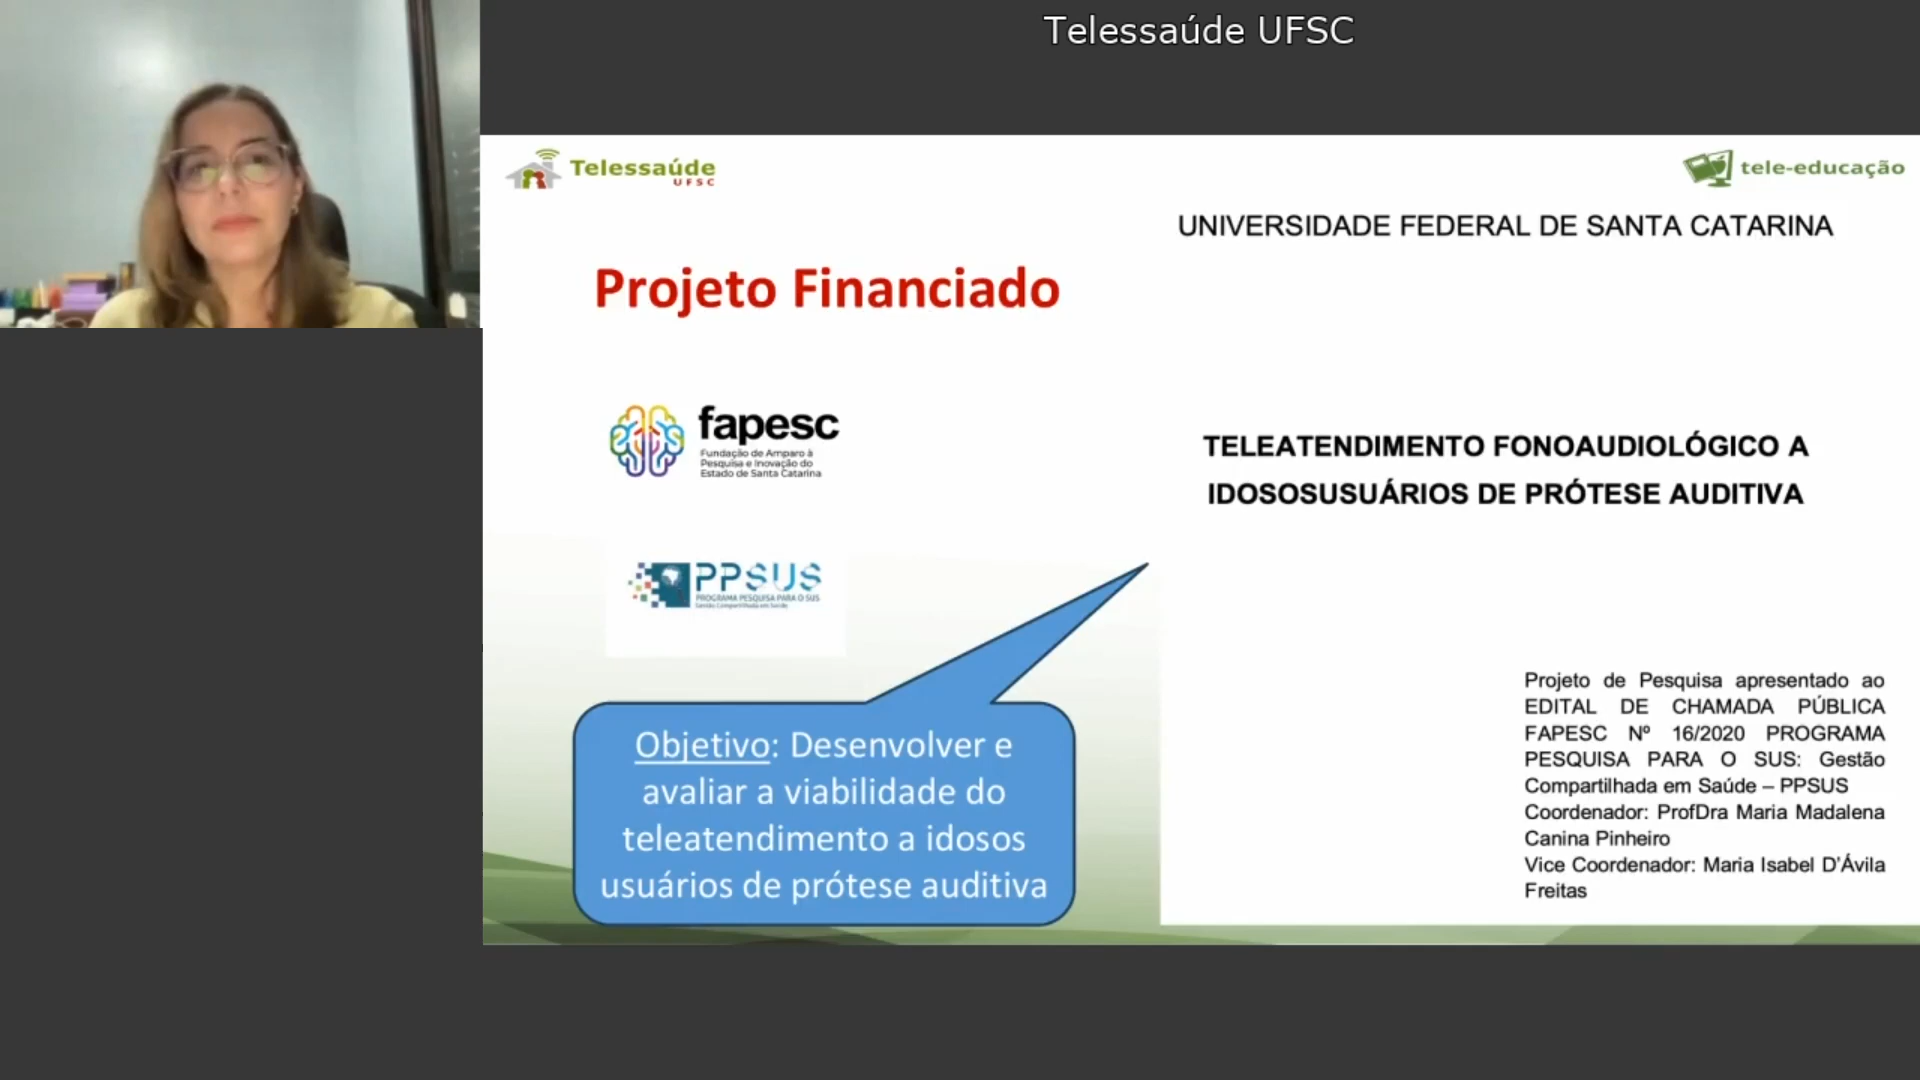 Telessaúde UFSC
Telessaúde
UFSC
tele-educação
UNIVERSIDADE FEDERAL DE SANTA CATARINA
Projeto Financiado
fapesc
Fundação de Amparo à
Pesquisa e Inovação do
Estado de Santa Catarina
TELEATENDIMENTO FONOAUDIOLÓGICO A
IDOSOSUSUÁRIOS DE PRÓTESE AUDITIVA
PPSUS
PROGRAMA PESQUISA PARA O SUS
Gestão Compartilhada em Saúde
Objetivo: Desenvolver e
avaliar a viabilidade do
teleatendimento a idosos
usuários de prótese auditiva
Projeto de Pesquisa apresentado ao
EDITAL DE CHAMADA PÚBLICA
FAPESC Nº 16/2020 PROGRAMA
PESQUISA PARA O SUS: Gestão
Compartilhada em Saúde – PPSUS
Coordenador: ProfDra Maria Madalena
Canina Pinheiro
Vice Coordenador: Maria Isabel D'Ávila
Freitas